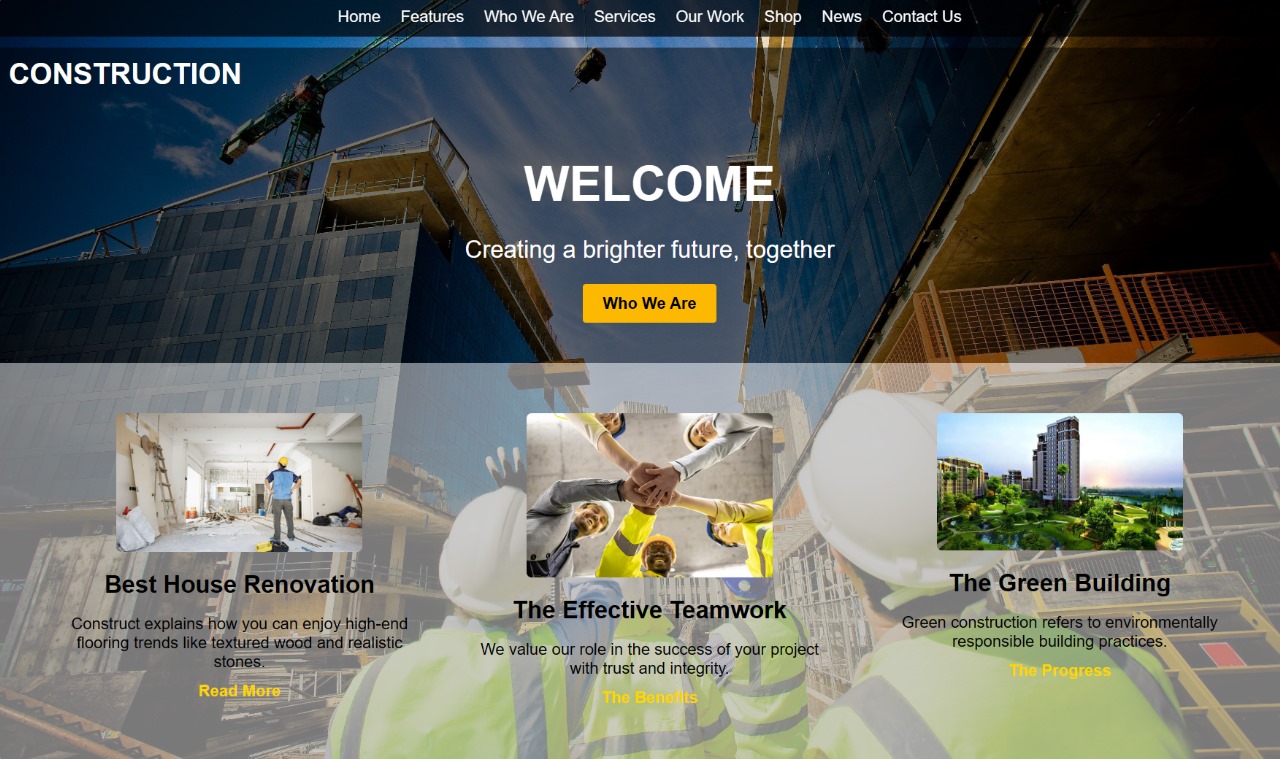 Home Features Who We Are Services Our Work Shop News Contact Us
CONSTRUCTION
WELCOME
Creating a brighter future, together
Who We Are
Best House Renovation
Construct explains how you can enjoy high-end
flooring trends like textured wood and realistic
stones.
Read More
The Effective Teamwork
We value our role in the success of your project
with trust and integrity.
The Benefits
The Green Building
Green construction refers to environmentally
responsible building practices.
The Progress